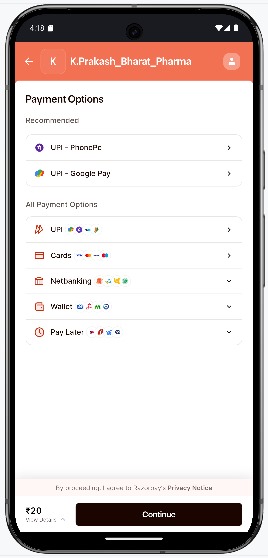 4:18
K K.Prakash_Bharat_Pharma
Payment Options
Recommended
UPI - PhonePe
UPI - Google Pay
All Payment Options
UPI
Cards
Netbanking
Wallet
Pay Later
By proceeding, I agree to Razorpay's Privacy Notice
₹20
View Details
Continue